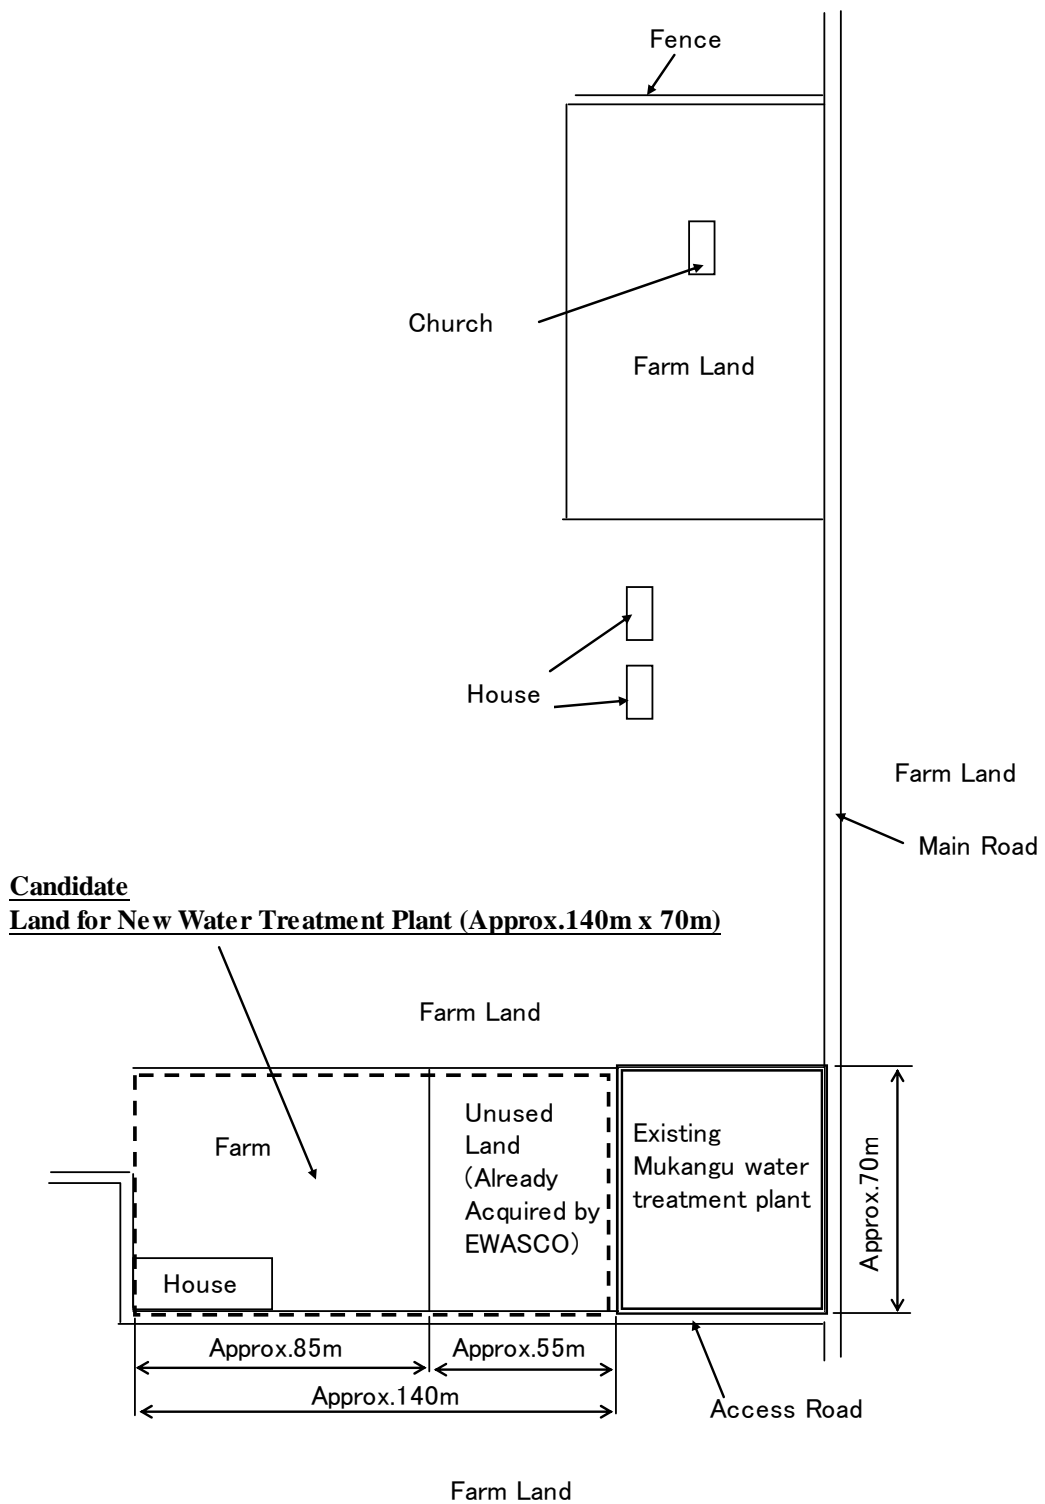 Fence
Church
Farm Land
House
Farm Land
Main Road
Candidate
Land for New Water Treatment Plant (Approx.140m x 70m)
Farm Land
Farm
Unused
Land
(Already
Acquired by
EWASCO)
Existing
Mukangu water
treatment plant
Approx.70m
House
Approx.85m
Approx.55m
Approx.140m
Access Road
Farm Land